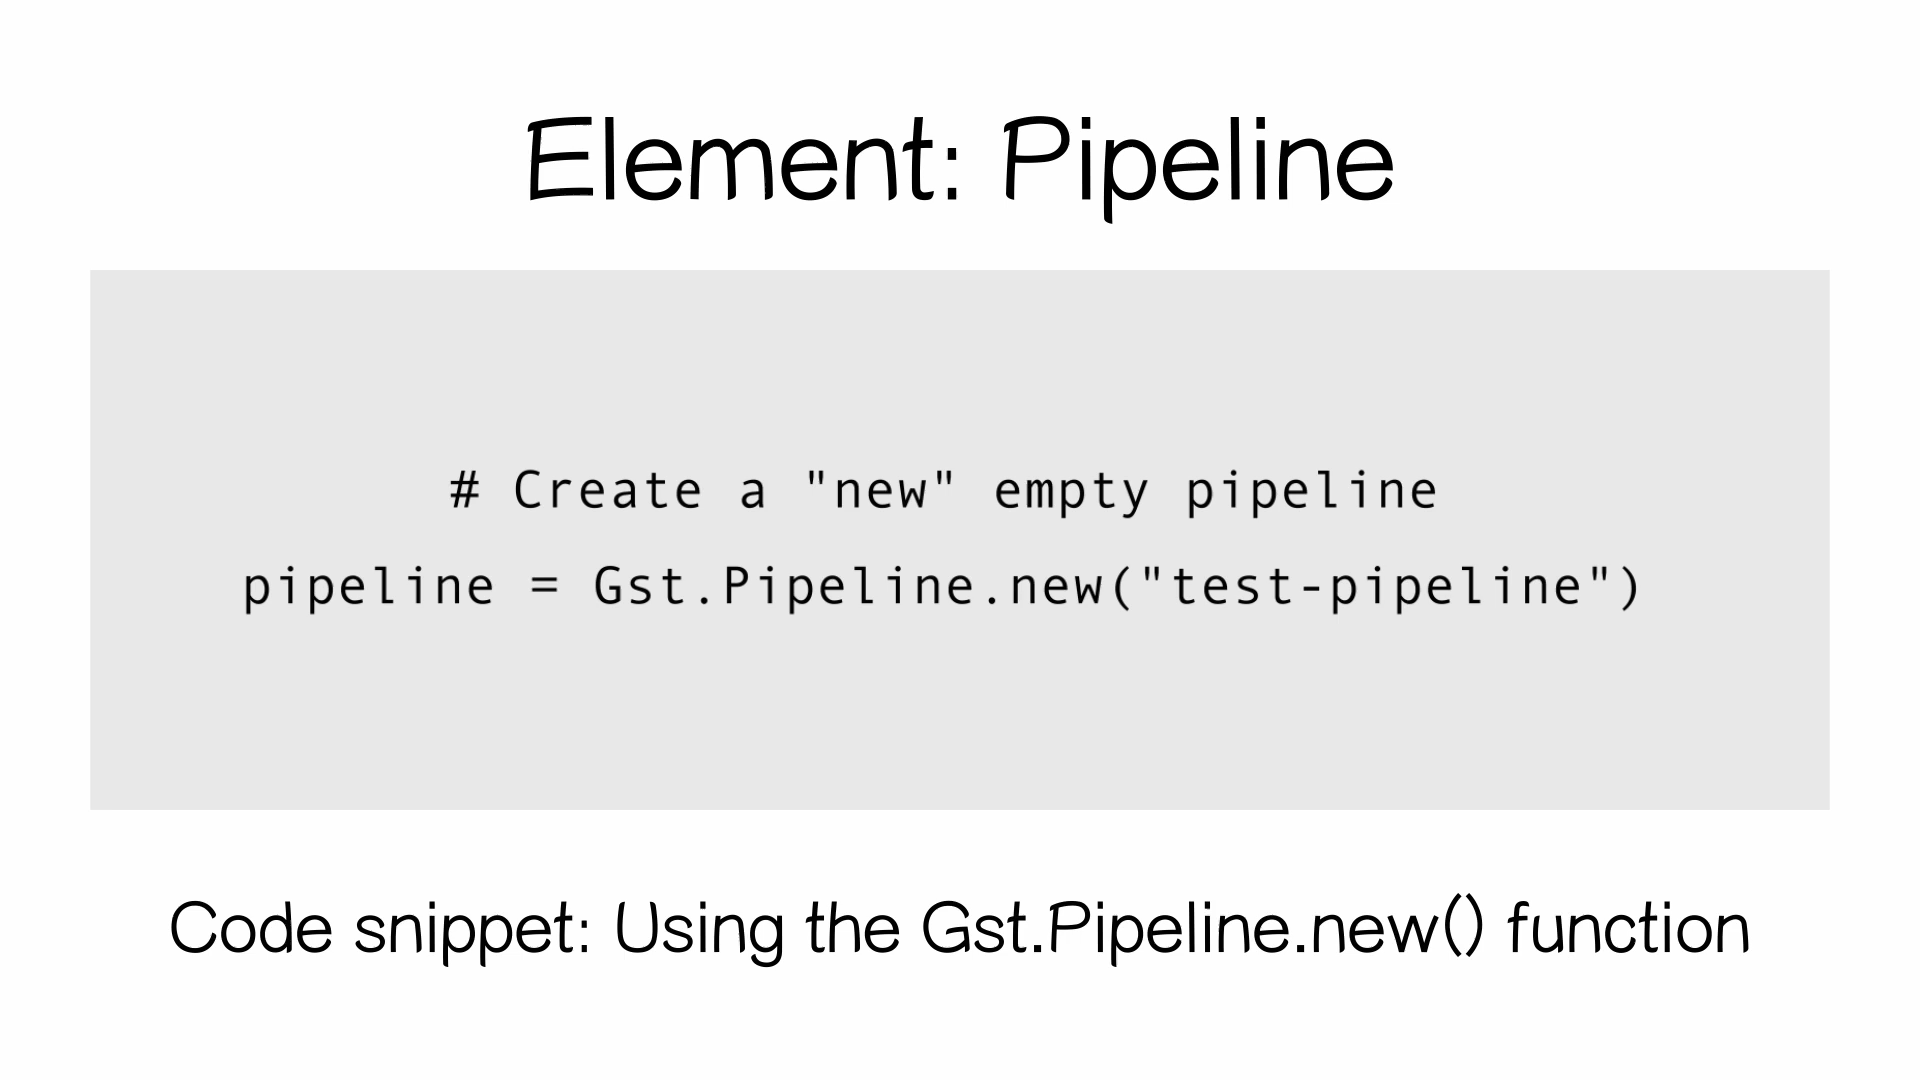 Element: Pipeline
# Create a "new" empty pipeline
pipeline = Gst.Pipeline.new("test-pipeline")
Code snippet: Using the Gst.Pipeline.new() function